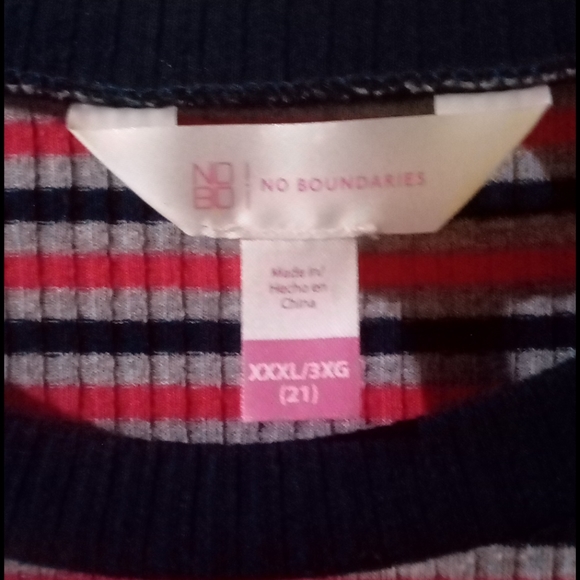 NO
BO
NO BOUNDARIES
Made in/
Hecho en
China
XXXL/3XG
(21)